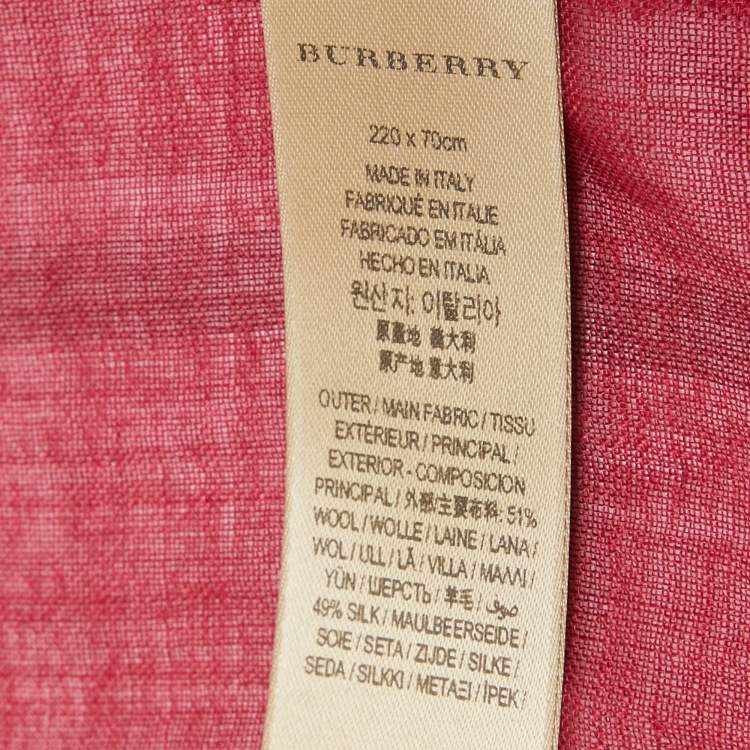 BURBERRY
220 x 70cm
MADE IN ITALY
FABRIQUÉ EN ITALIE
FABRICADO EM ITÁLIA
HECHO EN ITALIA
원산지: 이탈리아
原產地 義大利
原产地 意大利
OUTER / MAIN FABRIC / TISSU
EXTÉRIEUR / PRINCIPAL /
EXTERIOR - COMPOSICION
PRINCIPAL / 外部/主要布料: 51%
WOOL / WOLLE / LAINE / LANA /
WOL / ULL / LÃ / VILLA / ΜΑΛΛΙ /
YÜN / ШЕРСТЬ / 羊毛 / صوف
49% SILK / MAULBEERSEIDE /
SOIE / SETA / ZIJDE / SILKE /
SEDA / SILKKI / ΜΕΤΑΞΙ / İPEK /